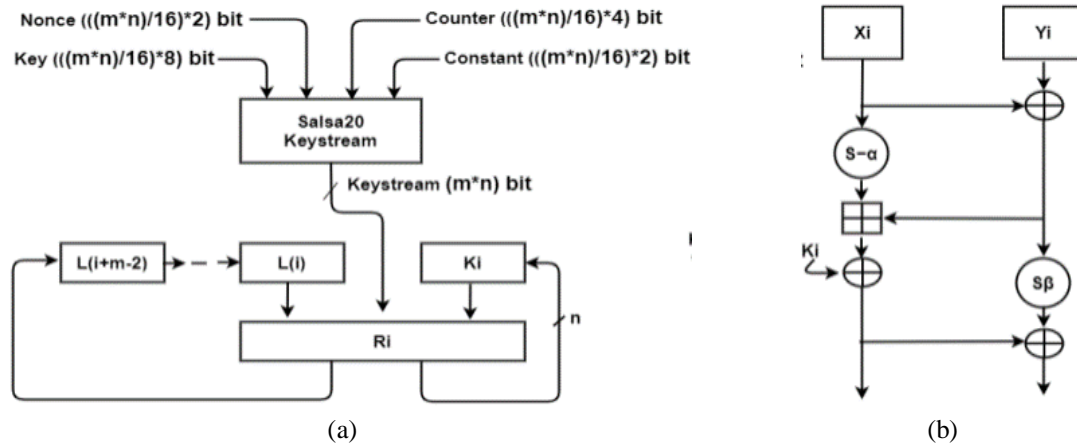 Nonce (((m*n)/16)*2) bit
Counter (((m*n)/16)*4) bit
Key (((m*n)/16)*8) bit
Constant (((m*n)/16)*2) bit
Salsa20
Keystream
Keystream (m*n) bit
L(i+m-2)
L(i)
Ki
Ri
n
(a)
Xi
Yi
S-α
Ki
Sβ
(b)